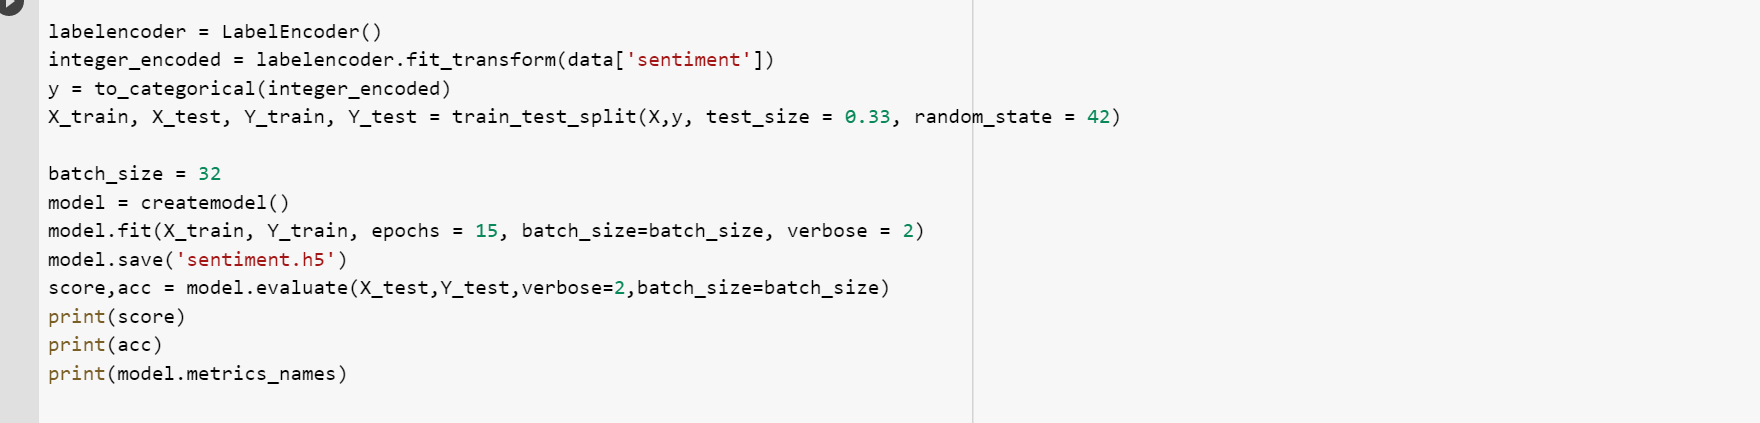 labelencoder = LabelEncoder()
integer_encoded = labelencoder.fit_transform(data['sentiment'])
y = to_categorical(integer_encoded)
X_train, X_test, Y_train, Y_test = train_test_split(X,y, test_size = 0.33, random_state = 42)
batch_size = 32
model = createmodel()
model.fit(X_train, Y_train, epochs = 15, batch_size=batch_size, verbose = 2)
model.save('sentiment.h5')
score,acc = model.evaluate(X_test,Y_test,verbose=2,batch_size=batch_size)
print(score)
print(acc)
print(model.metrics_names)